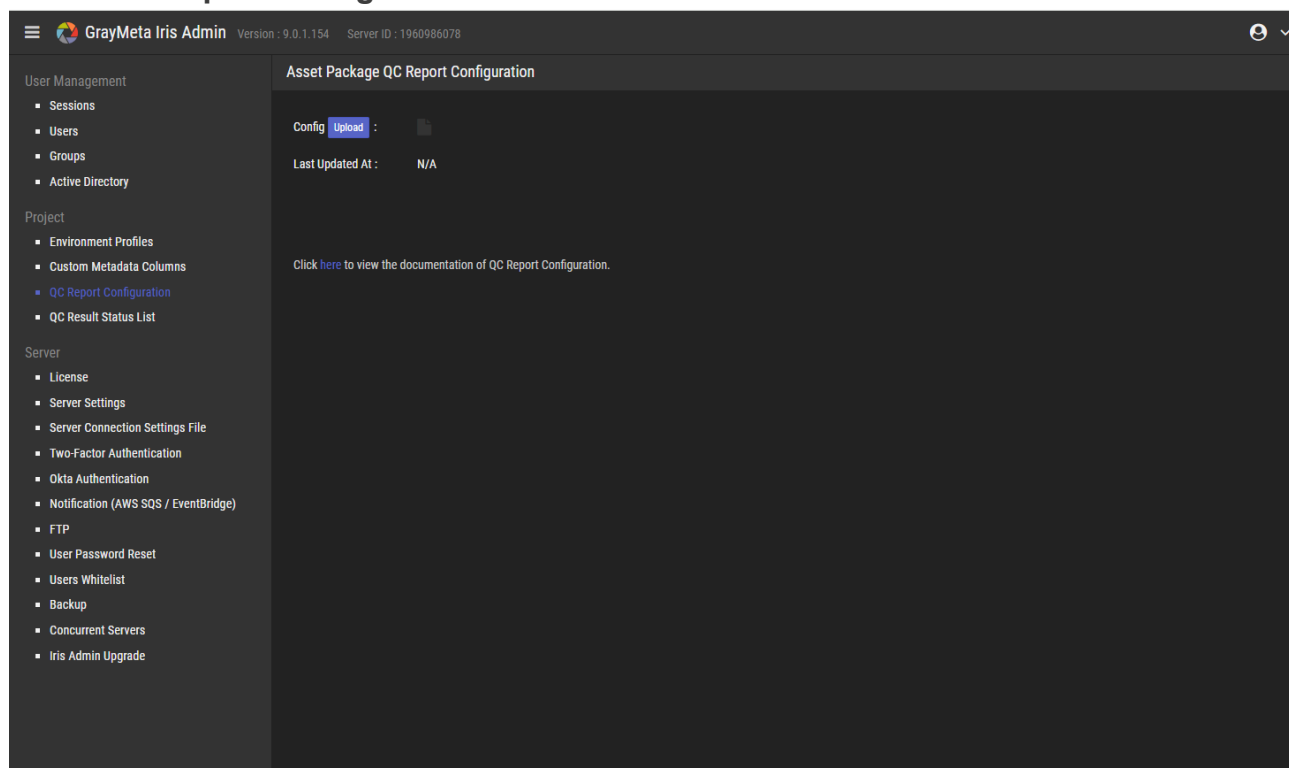 GrayMeta Iris Admin Version : 9.0.1.154 Server ID : 1960986078
User Management
Sessions
Users
Groups
Active Directory
Project
Environment Profiles
Custom Metadata Columns
QC Report Configuration
QC Result Status List
Server
License
Server Settings
Server Connection Settings File
Two-Factor Authentication
Okta Authentication
Notification (AWS SQS / EventBridge)
FTP
User Password Reset
Users Whitelist
Backup
Concurrent Servers
Iris Admin Upgrade
Asset Package QC Report Configuration
Config Upload :
Last Updated At : N/A
Click here to view the documentation of QC Report Configuration.